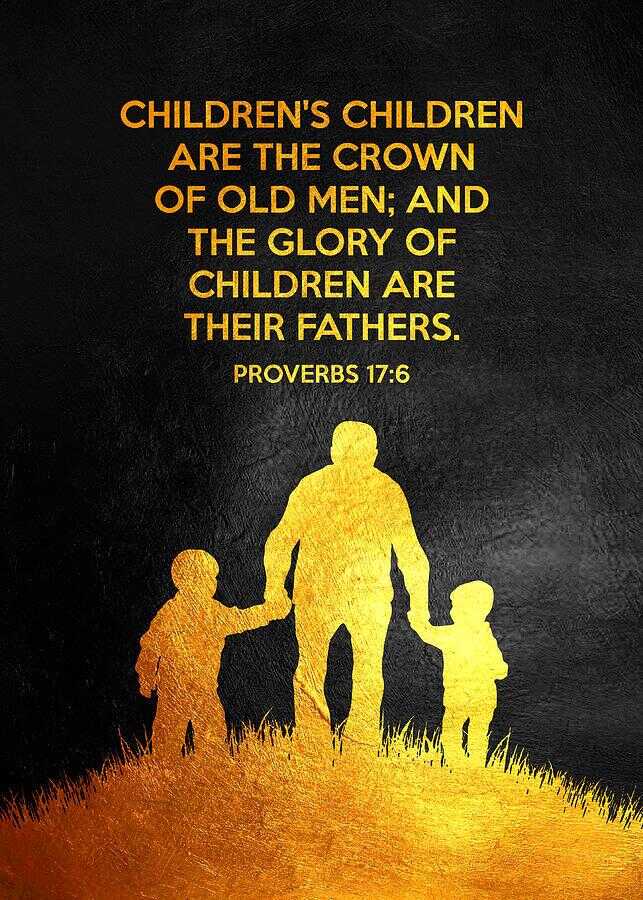 CHILDREN'S CHILDREN
ARE THE CROWN
OF OLD MEN; AND
THE GLORY OF
CHILDREN ARE
THEIR FATHERS.
PROVERBS 17:6